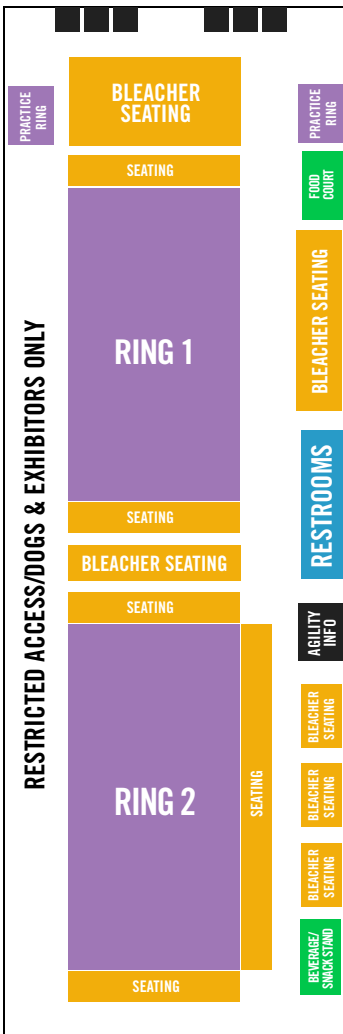 BLEACHER
SEATING
PRACTICE
RING
PRACTICE
RING
SEATING
FOOD
COURT
RING 1
BLEACHER SEATING
RESTRICTED ACCESS/DOGS & EXHIBITORS ONLY
RESTROOMS
SEATING
BLEACHER SEATING
SEATING
AGILITY
INFO
BLEACHER
SEATING
RING 2
SEATING
BLEACHER
SEATING
BLEACHER
SEATING
BEVERAGE/
SNACK STAND
SEATING